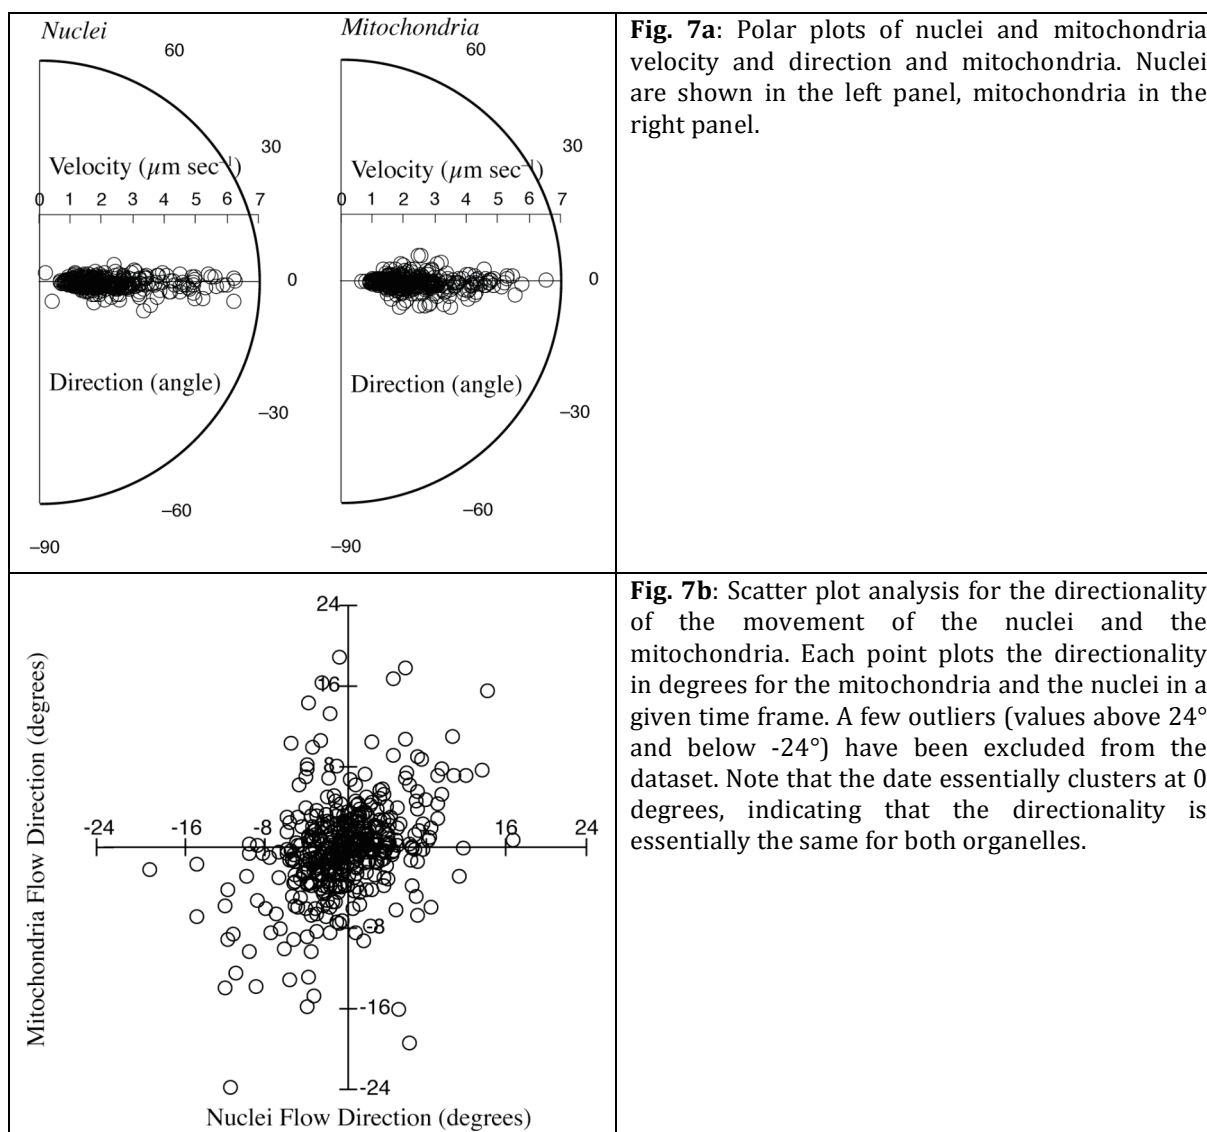 Nuclei
60
30
Velocity (µm sec⁻¹)
0 1 2 3 4 5 6 7
0
Direction (angle)
–30
–60
–90
Mitochondria
60
30
Velocity (µm sec⁻¹)
0 1 2 3 4 5 6 7
0
Direction (angle)
–30
–60
–90
Fig. 7a: Polar plots of nuclei and mitochondria
velocity and direction and mitochondria. Nuclei
are shown in the left panel, mitochondria in the
right panel.
24
16
8
-24 -16 -8 16 24
-8
-16
-24
Mitochondria Flow Direction (degrees)
Nuclei Flow Direction (degrees)
Fig. 7b: Scatter plot analysis for the directionality
of the movement of the nuclei and the
mitochondria. Each point plots the directionality
in degrees for the mitochondria and the nuclei in a
given time frame. A few outliers (values above 24°
and below -24°) have been excluded from the
dataset. Note that the date essentially clusters at 0
degrees, indicating that the directionality is
essentially the same for both organelles.